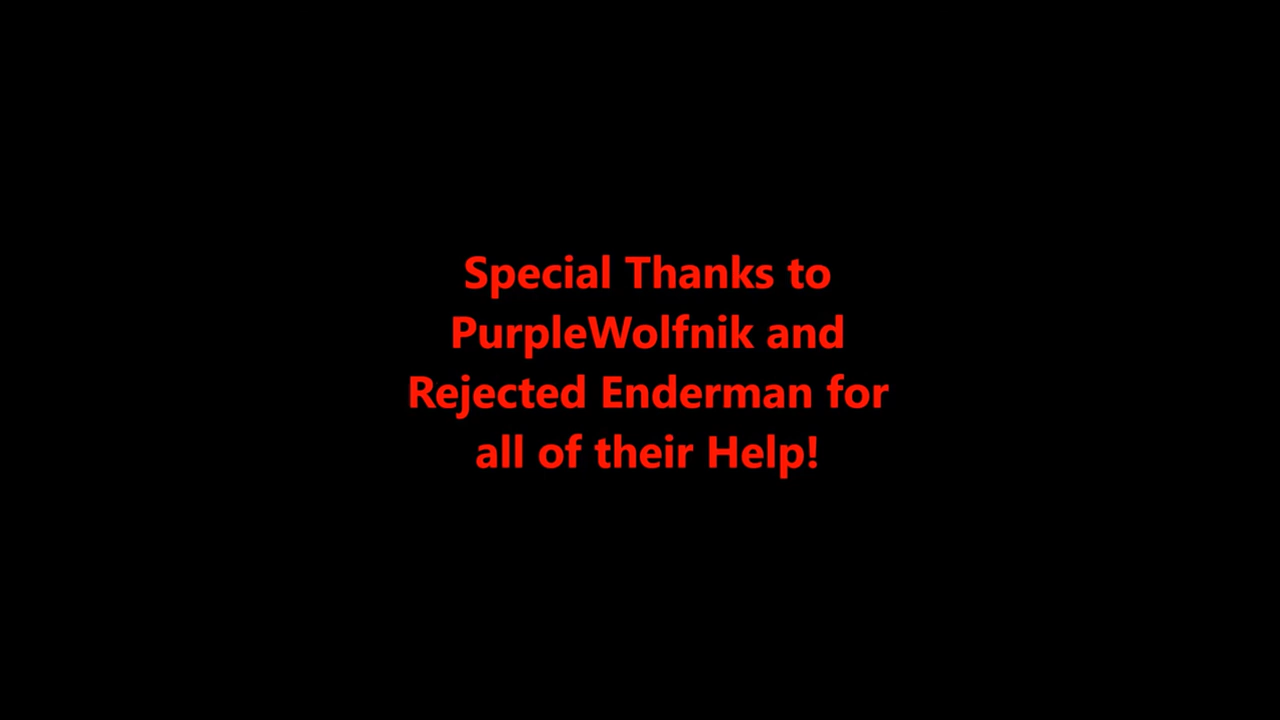 Special Thanks to
PurpleWolfnik and
Rejected Enderman for
all of their Help!